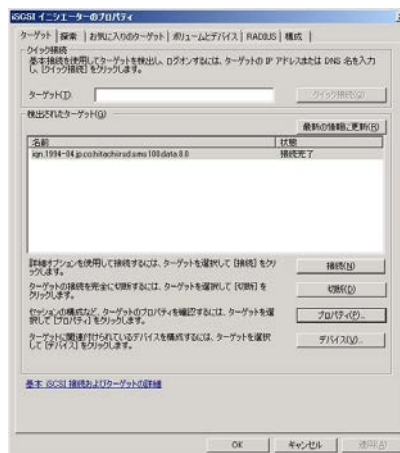 iSCSI イニシエーターのプロパティ
ターゲット 探索 お気に入りのターゲット ボリュームとデバイス RADIUS 構成
クイック接続
基本接続を使用してターゲットを検出し、ログオンするには、ターゲットの IP アドレスまたは DNS 名を入力
し、[クイック接続] をクリックします。
ターゲット(T): クイック接続(Q)
検出されたターゲット(G)
最新の情報に更新(R)
名前 状態
iqn.1994-04.jp.co.hitachi:rsd.sms100.data.8.0 接続完了
詳細オプションを使用して接続するには、ターゲットを選択して [接続] をクリ
ックします。 接続(N)
ターゲットの接続を完全に切断するには、ターゲットを選択して [切断] を
クリックします。 切断(D)
セッションの構成など、ターゲットのプロパティを確認するには、ターゲットを選
択して [プロパティ] をクリックします。 プロパティ(P)...
ターゲットに関連付けられているデバイスを構成するには、ターゲットを選択
して [デバイス] をクリックします。 デバイス(V)...
基本 iSCSI 接続およびターゲットの詳細
OK キャンセル 適用(A)